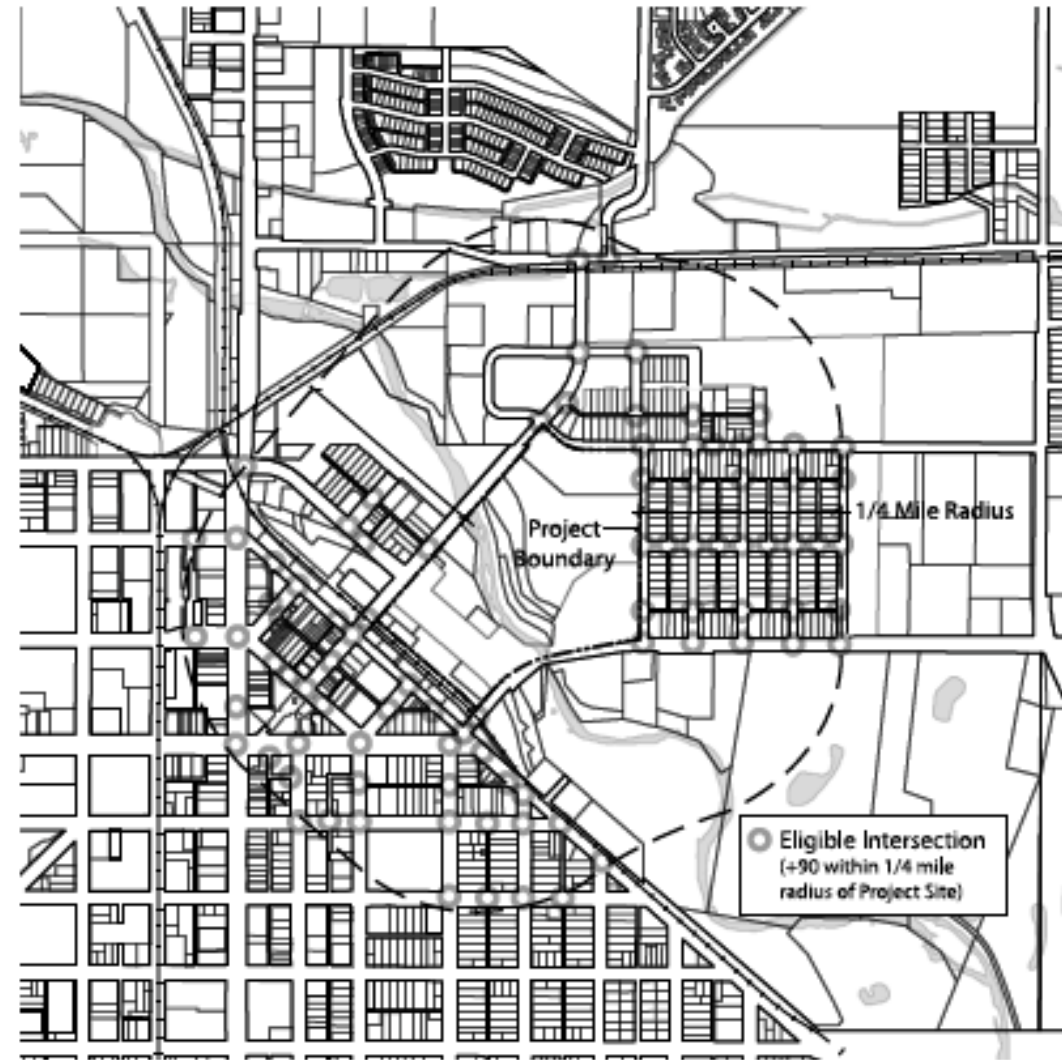 Project
Boundary
1/4 Mile Radius
Eligible Intersection
(+90 within 1/4 mile
radius of Project Site)